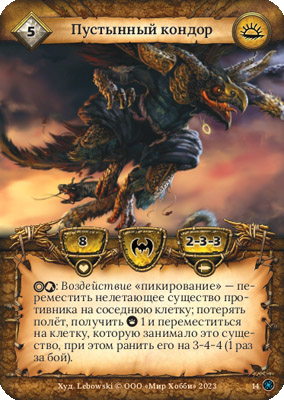 5
Пустынный кондор
8
2-3-3
: Воздействие «пикирование» — пе-
реместить нелетающее существо про-
тивника на соседнюю клетку; потерять
полёт, получить 1 и переместиться
на клетку, которую занимало это суще-
ство, при этом ранить его на 3-4-4 (1 раз
за бой).
Худ. Lebowski © ООО «Мир Хобби» 2023
14